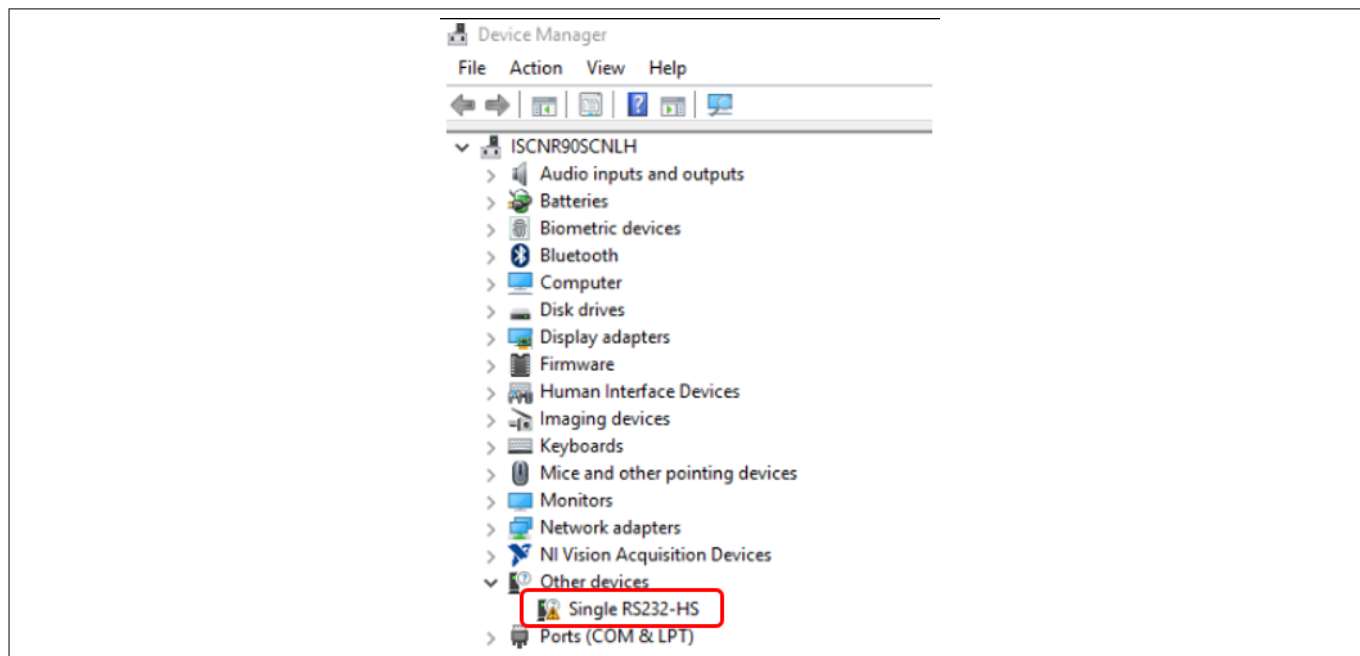 Device Manager
File Action View Help
ISCNR90SCNLH
Audio inputs and outputs
Batteries
Biometric devices
Bluetooth
Computer
Disk drives
Display adapters
Firmware
Human Interface Devices
Imaging devices
Keyboards
Mice and other pointing devices
Monitors
Network adapters
NI Vision Acquisition Devices
Other devices
Single RS232-HS
Ports (COM & LPT)